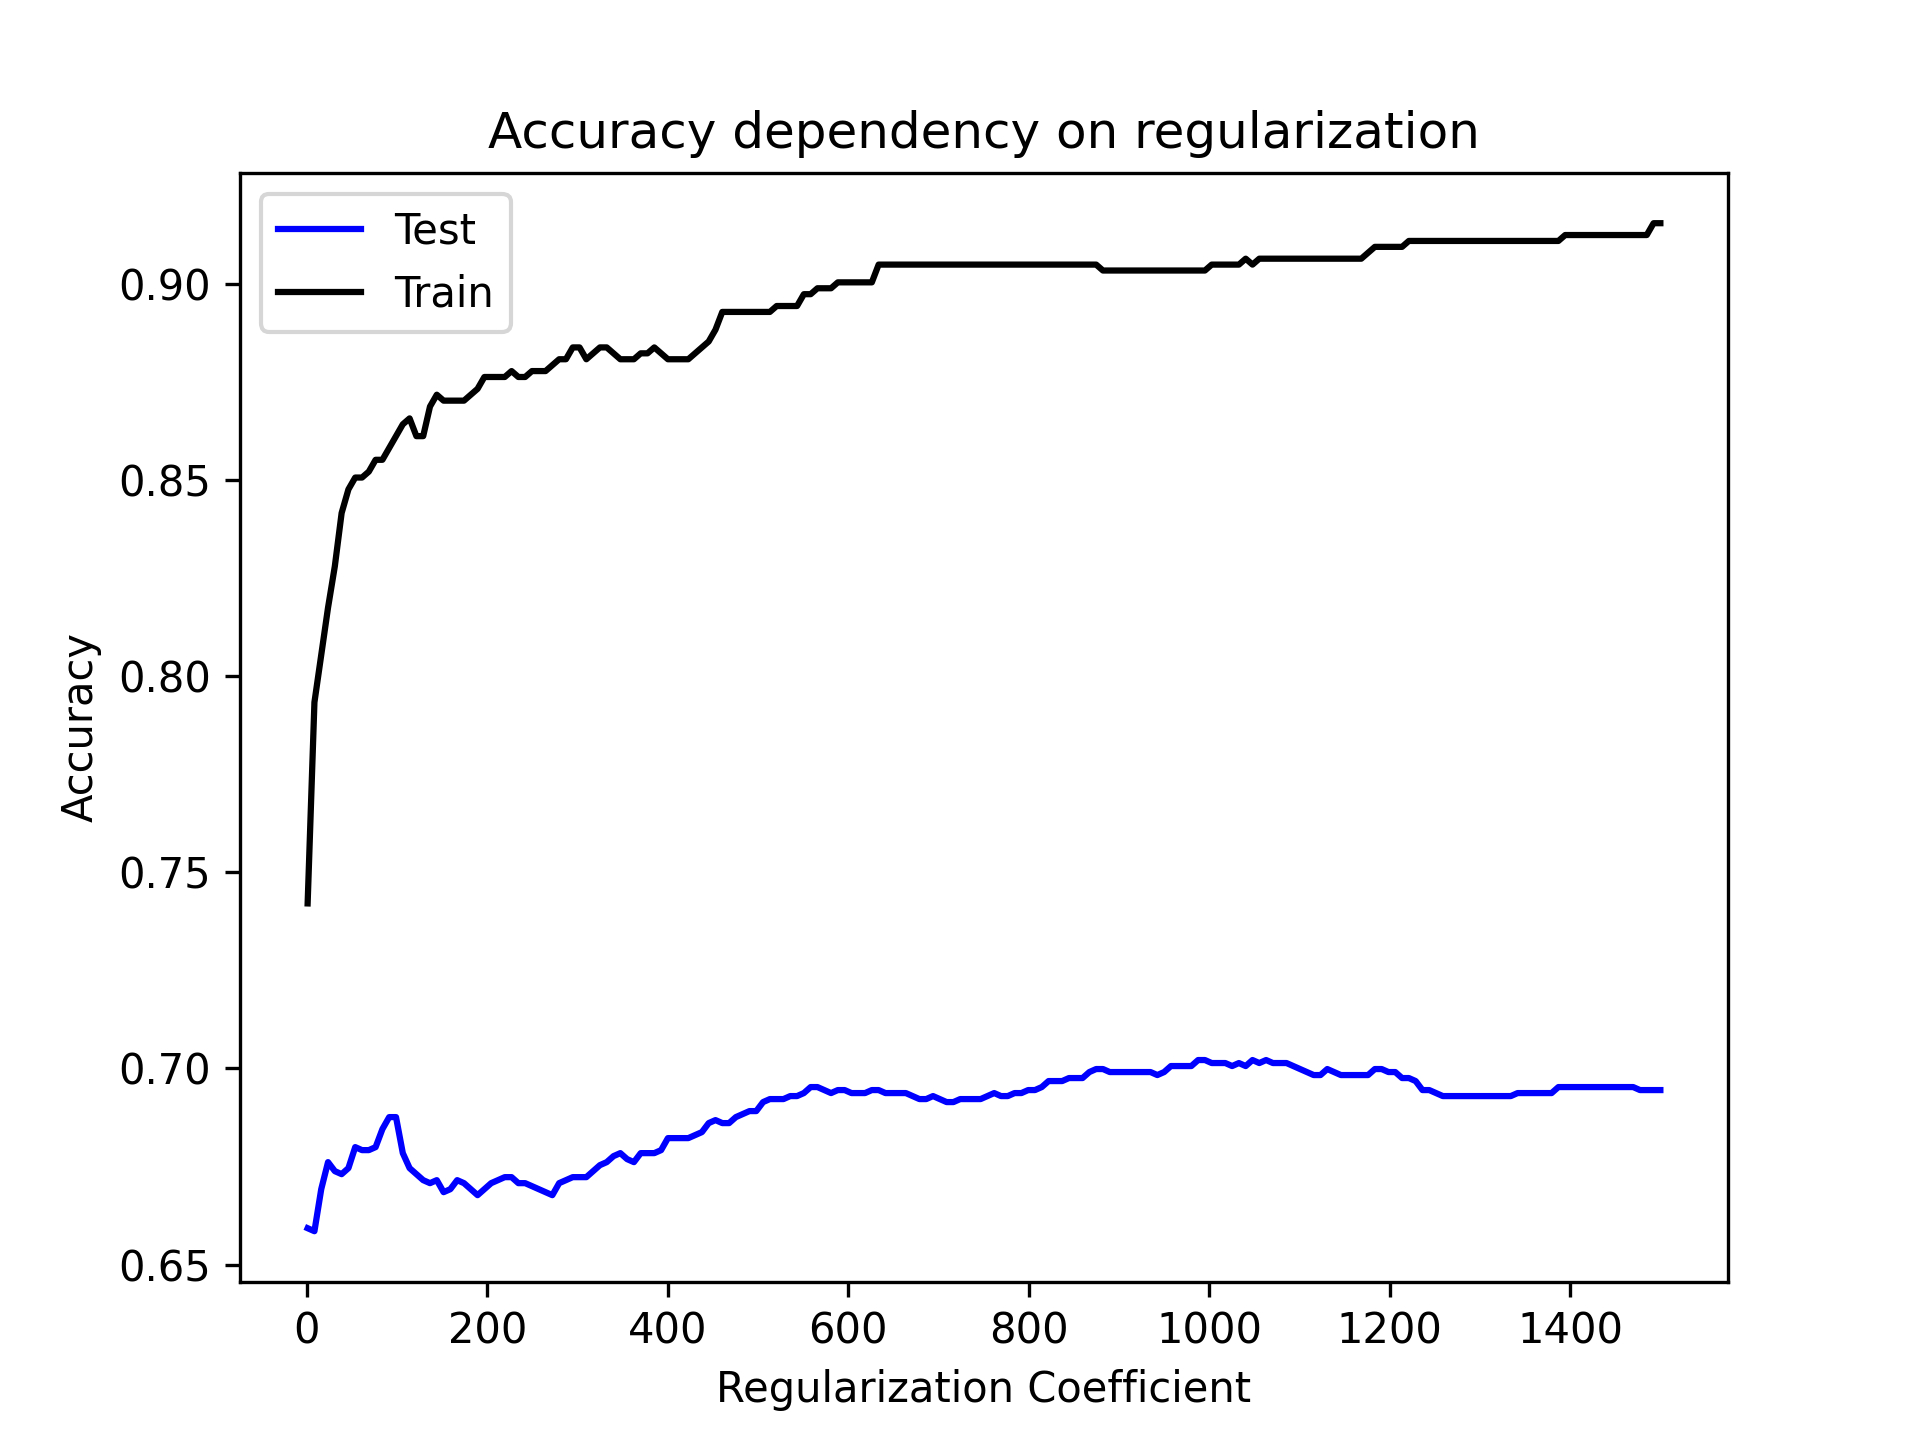 Accuracy dependency on regularization
Test
Train
Accuracy
0.90
0.85
0.80
0.75
0.70
0.65
0 200 400 600 800 1000 1200 1400
Regularization Coefficient